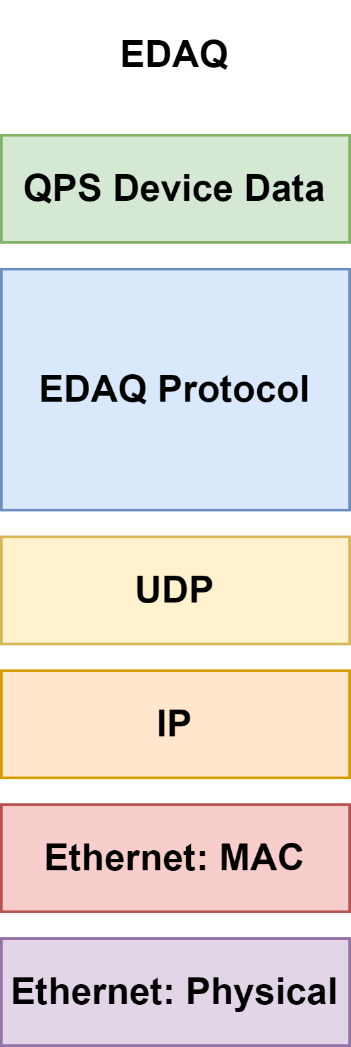 EDAQ
QPS Device Data
EDAQ Protocol
UDP
IP
Ethernet: MAC
Ethernet: Physical